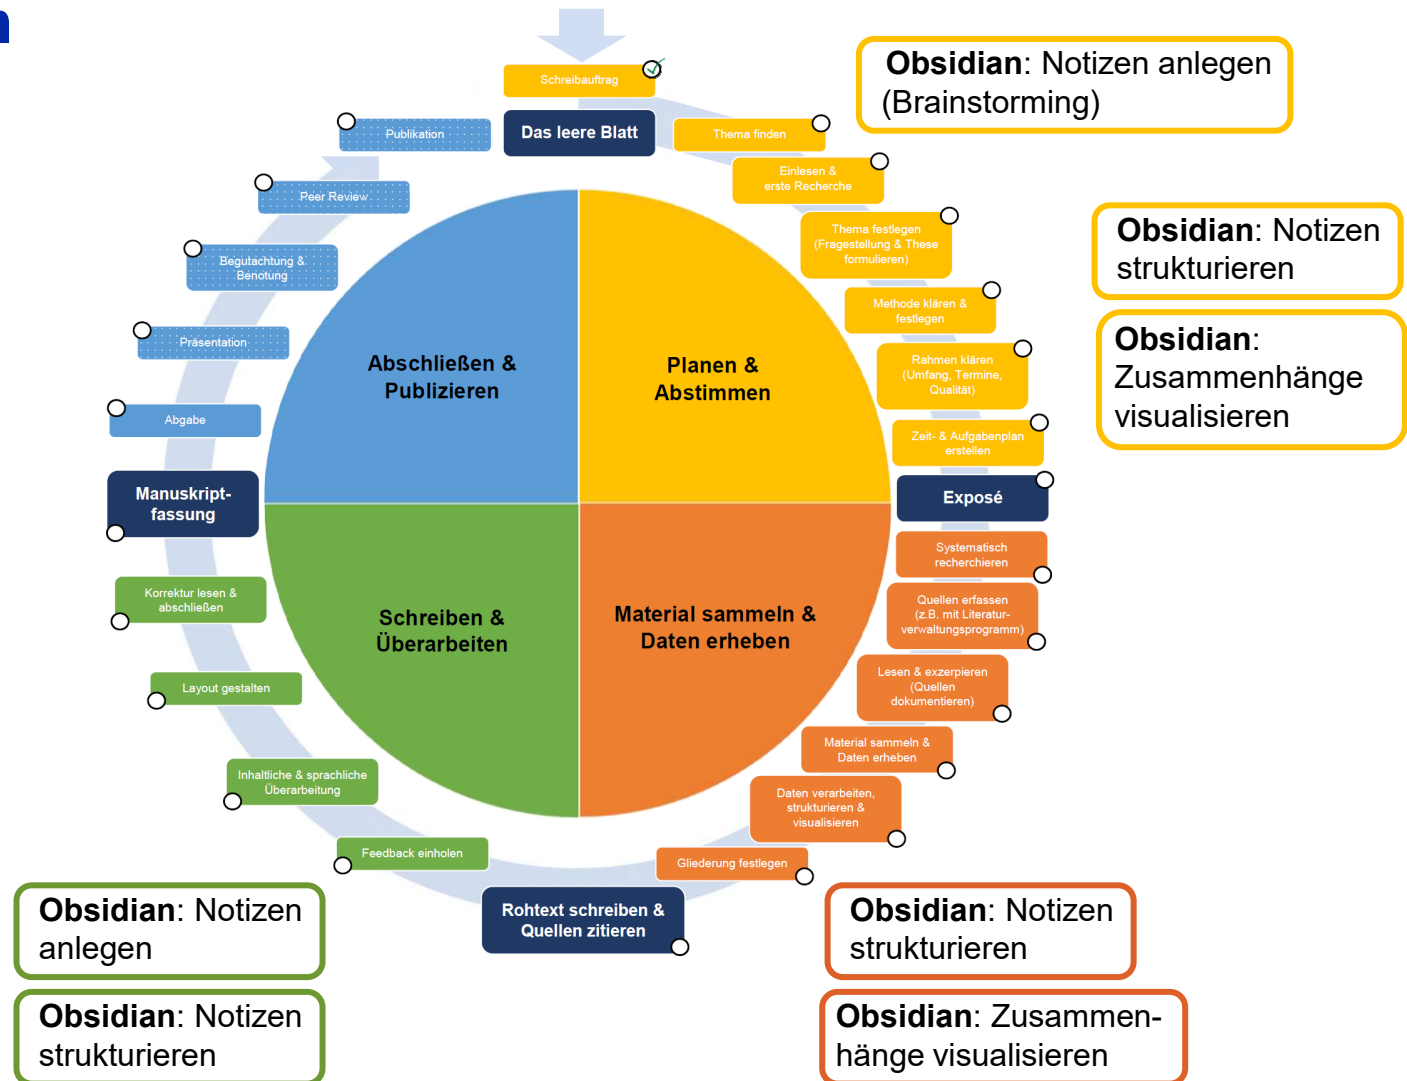 n
Schreibauftrag
Das leere Blatt
Thema finden
Einlesen &
erste Recherche
Thema festlegen
(Fragestellung & These
formulieren)
Methode klären &
festlegen
Rahmen klären
(Umfang, Termine,
Qualität)
Zeit- & Aufgabenplan
erstellen
Exposé
Systematisch
recherchieren
Quellen erfassen
(z.B. mit Literatur-
verwaltungsprogramm)
Lesen & exzerpieren
(Quellen
dokumentieren)
Material sammeln &
Daten erheben
Daten verarbeiten,
strukturieren &
visualisieren
Gliederung festlegen
Rohtext schreiben &
Quellen zitieren
Feedback einholen
Inhaltliche & sprachliche
Überarbeitung
Layout gestalten
Korrektur lesen &
abschließen
Manuskript-
fassung
Abgabe
Präsentation
Begutachtung &
Benotung
Peer Review
Publikation
Abschließen &
Publizieren
Planen &
Abstimmen
Schreiben &
Überarbeiten
Material sammeln &
Daten erheben
Obsidian: Notizen anlegen
(Brainstorming)
Obsidian: Notizen
strukturieren
Obsidian:
Zusammenhänge
visualisieren
Obsidian: Notizen
anlegen
Obsidian: Notizen
strukturieren
Obsidian: Notizen
strukturieren
Obsidian: Zusammen-
hänge visualisieren